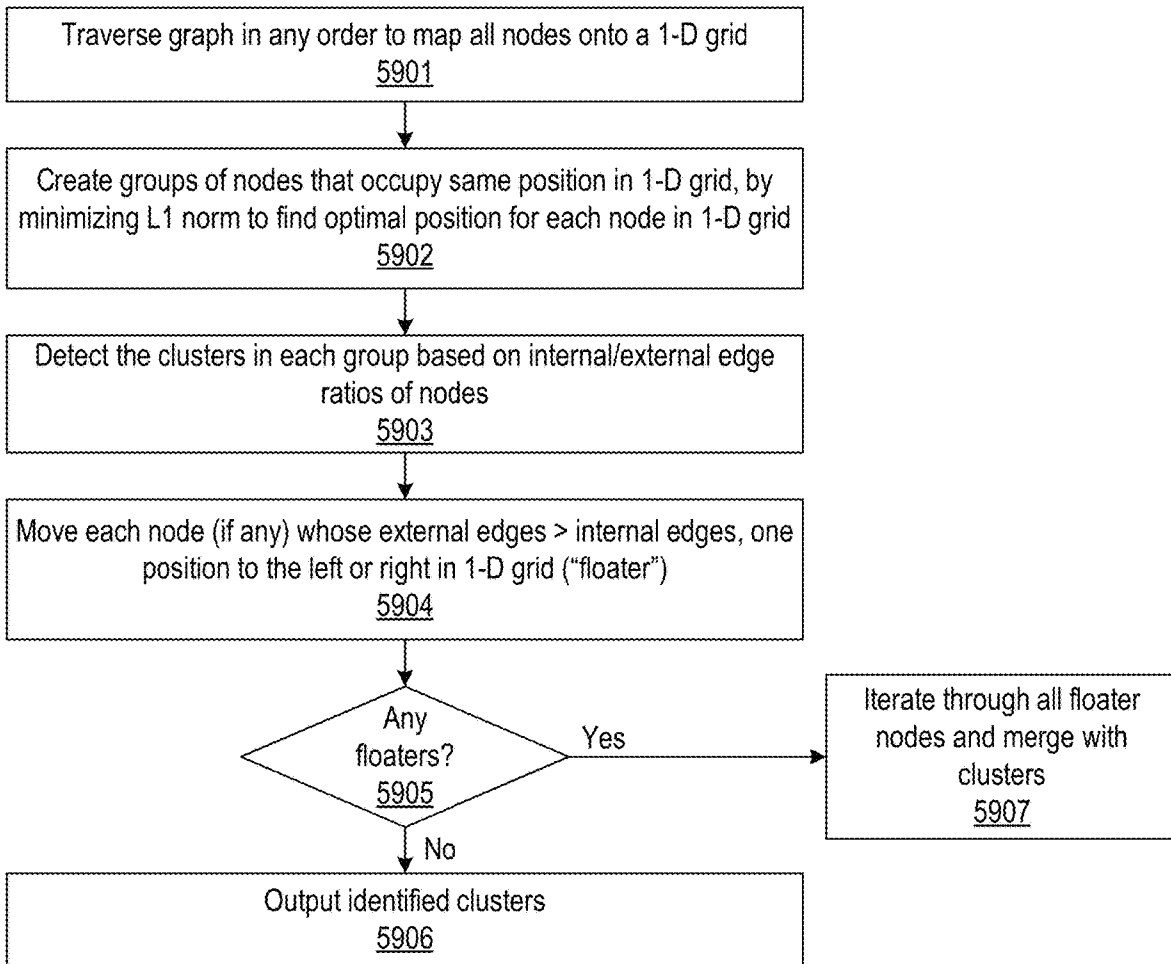 Traverse graph in any order to map all nodes onto a 1-D grid
5901
Create groups of nodes that occupy same position in 1-D grid, by
minimizing L1 norm to find optimal position for each node in 1-D grid
5902
Detect the clusters in each group based on internal/external edge
ratios of nodes
5903
Move each node (if any) whose external edges > internal edges, one
position to the left or right in 1-D grid (“floater”)
5904
Any
floaters?
5905
Yes
Iterate through all floater
nodes and merge with
clusters
5907
No
Output identified clusters
5906